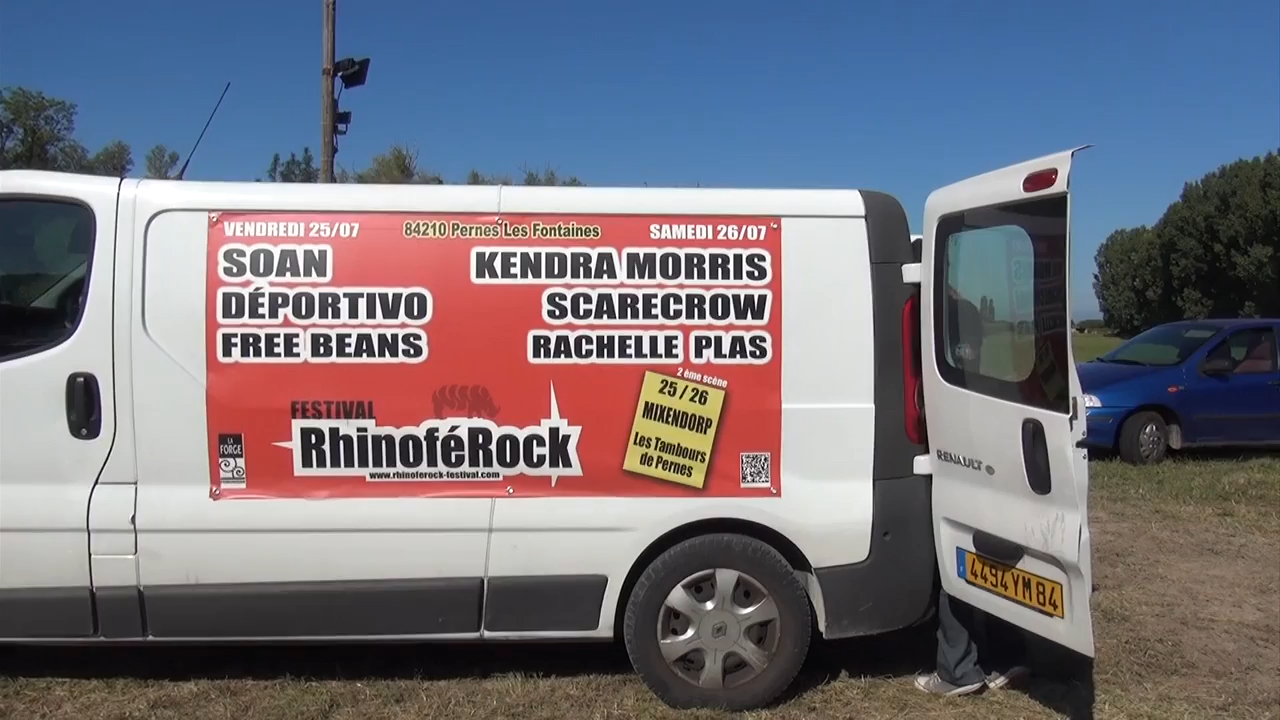 VENDREDI 25/07
84210 Pernes Les Fontaines
SAMEDI 26/07
SOAN
DÉPORTIVO
FREE BEANS
KENDRA MORRIS
SCARECROW
RACHELLE PLAS
2 ème scène
25 / 26
MIXENDORP
Les Tambours
de Pernes
FESTIVAL
RhinoféRock
www.rhinoferock-festival.com
LA
FORGE
RENAULT
4494 YM 84